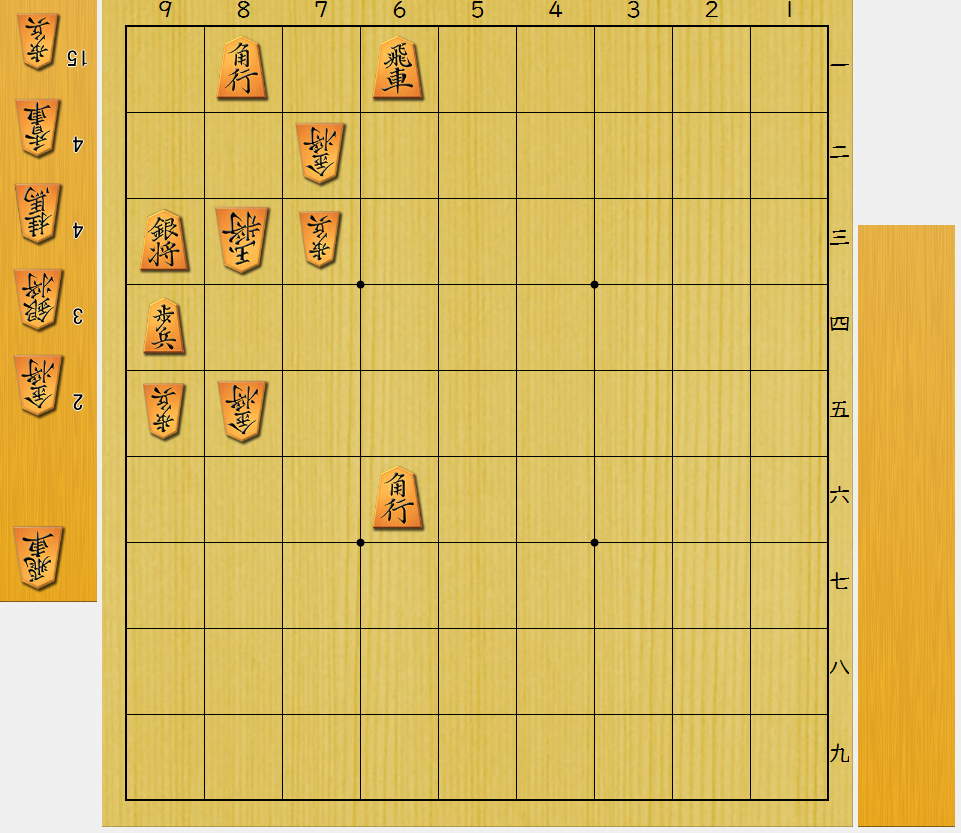 9 8 7 6 5 4 3 2 1
角行 飛車 一
金将 二
銀将 玉将 歩兵 三
歩兵 四
歩兵 金将 五
角行 六
七
八
九
歩兵 15
香車 4
桂馬 4
銀将 3
金将 2
飛車